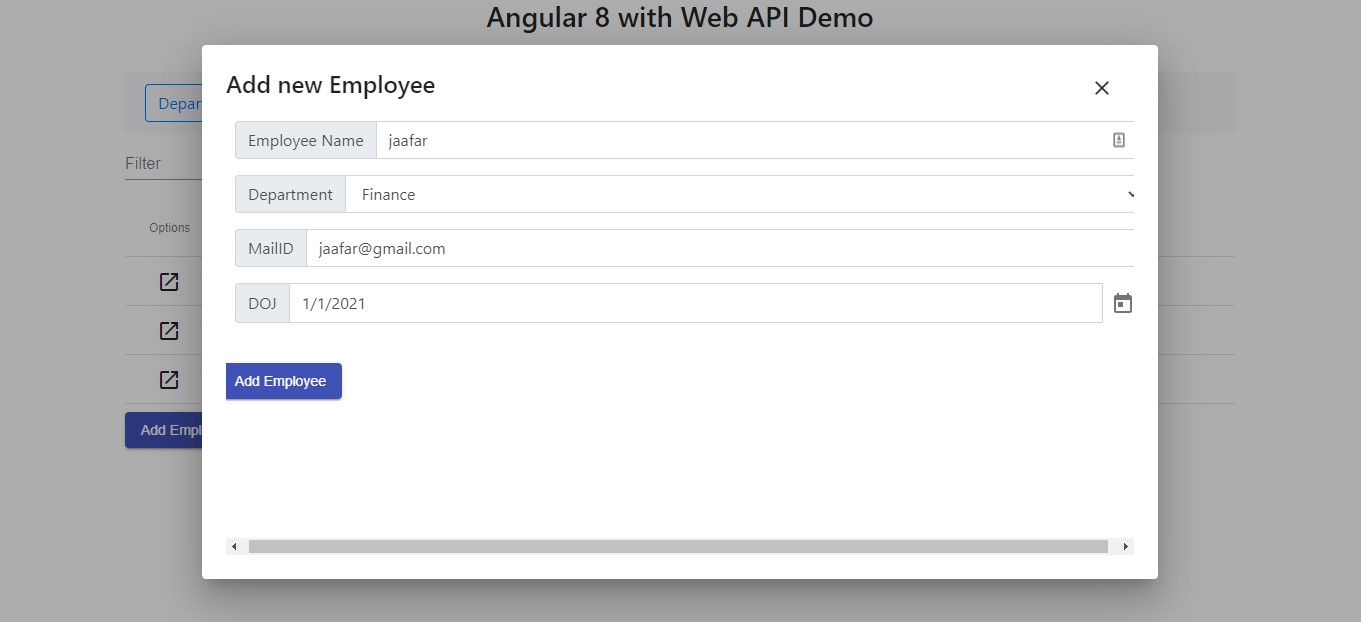 Angular 8 with Web API Demo
Depar
Filter
Options
Add Empl
Add new Employee
Employee Name jaafar
Department Finance
MailID jaafar@gmail.com
DOJ 1/1/2021
Add Employee